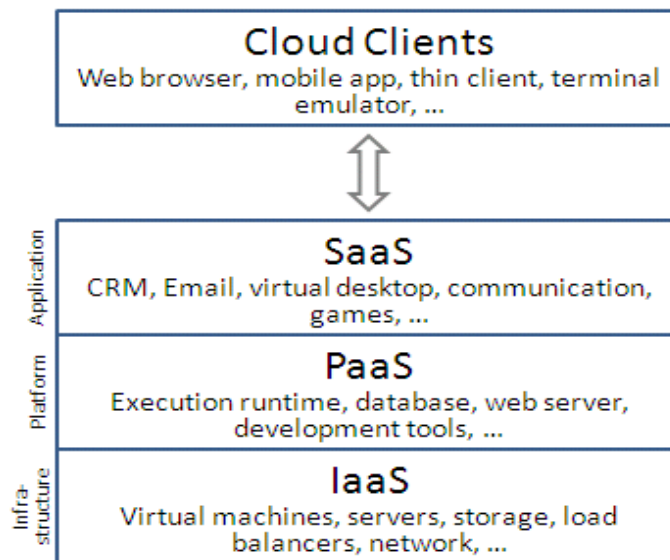 Cloud Clients
Web browser, mobile app, thin client, terminal
emulator, ...
Application
SaaS
CRM, Email, virtual desktop, communication,
games, ...
Platform
PaaS
Execution runtime, database, web server,
development tools, ...
Infra-
structure
IaaS
Virtual machines, servers, storage, load
balancers, network, ...